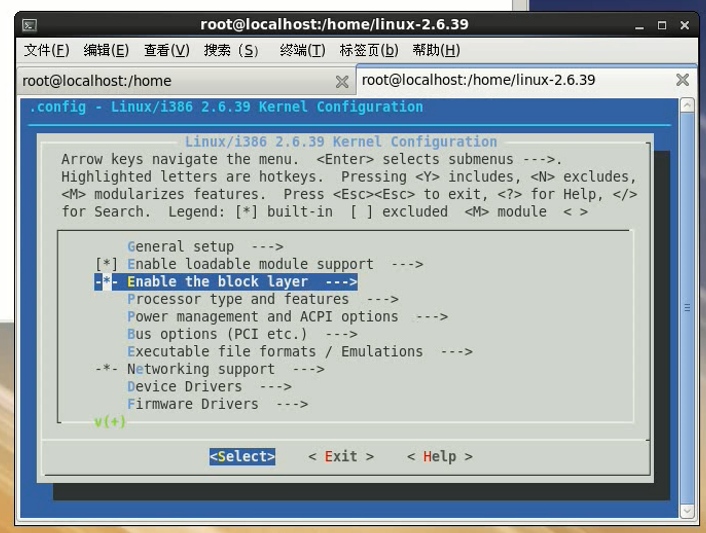 root@localhost:/home/linux-2.6.39
文件(F) 编辑(E) 查看(V) 搜索 (S) 终端(T) 标签页(b) 帮助(H)
root@localhost:/home root@localhost:/home/linux-2.6.39
.config - Linux/i386 2.6.39 Kernel Configuration
Linux/i386 2.6.39 Kernel Configuration
Arrow keys navigate the menu. <Enter> selects submenus --->.
Highlighted letters are hotkeys. Pressing <Y> includes, <N> excludes,
<M> modularizes features. Press <Esc><Esc> to exit, <?> for Help, </>
for Search. Legend: [*] built-in [ ] excluded <M> module < >
General setup --->
[*] Enable loadable module support --->
-*- Enable the block layer --->
Processor type and features --->
Power management and ACPI options --->
Bus options (PCI etc.) --->
Executable file formats / Emulations --->
-*- Networking support --->
Device Drivers --->
Firmware Drivers --->
v(+)
<Select> < Exit > < Help >